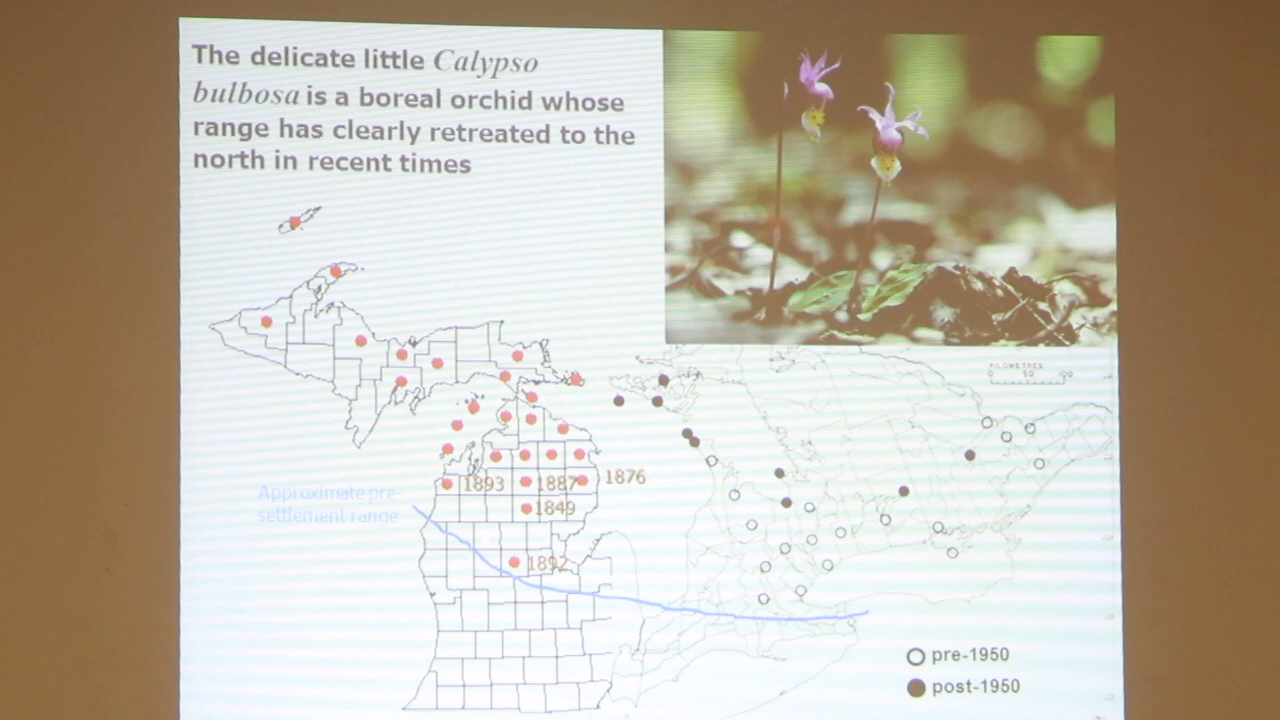 The delicate little Calypso
bulbosa is a boreal orchid whose
range has clearly retreated to the
north in recent times
KILOMETRES
0 50 100
1893
1887
1876
1849
Approximate pre-
settlement range
1892
pre-1950
post-1950